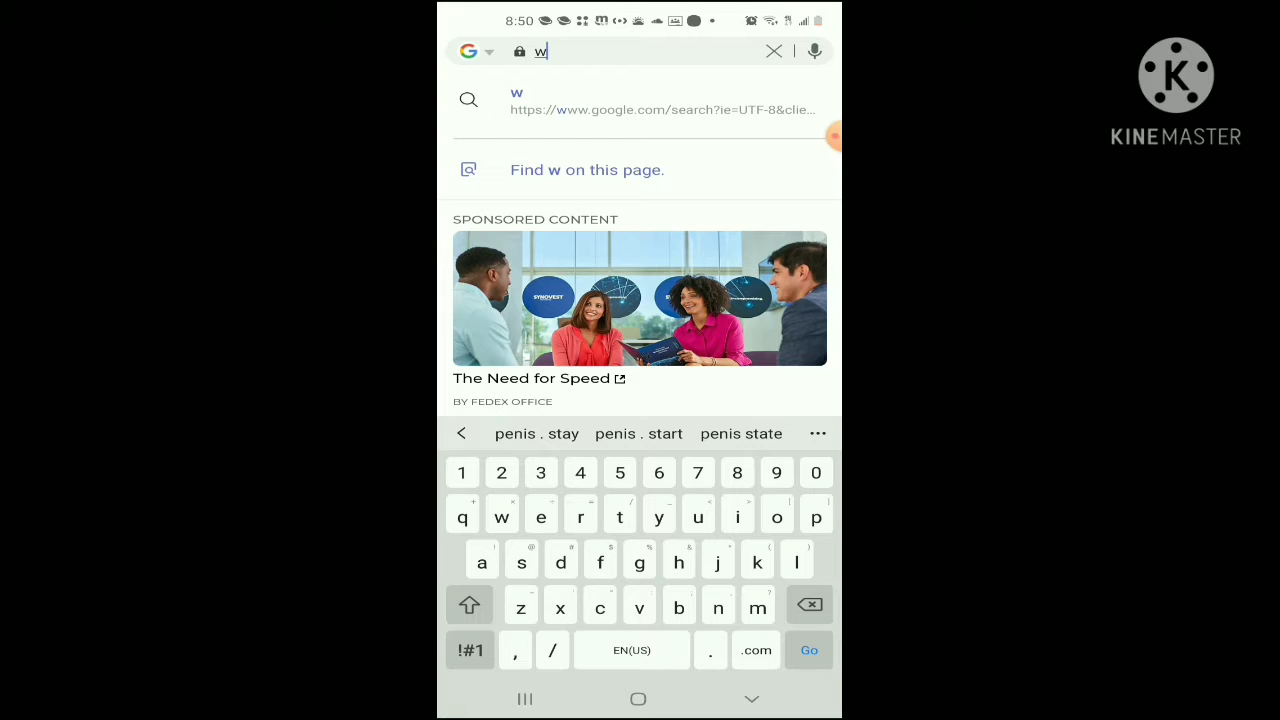 8:50
w
w
https://www.google.com/search?ie=UTF-8&clie...
Find w on this page.
SPONSORED CONTENT
SYNOVEST
The Need for Speed
BY FEDEX OFFICE
penis . stay penis . start penis state
1 2 3 4 5 6 7 8 9 0
q w e r t y u i o p
a s d f g h j k l
z x c v b n m
!#1 , / EN(US) . .com Go
K
KINEMASTER